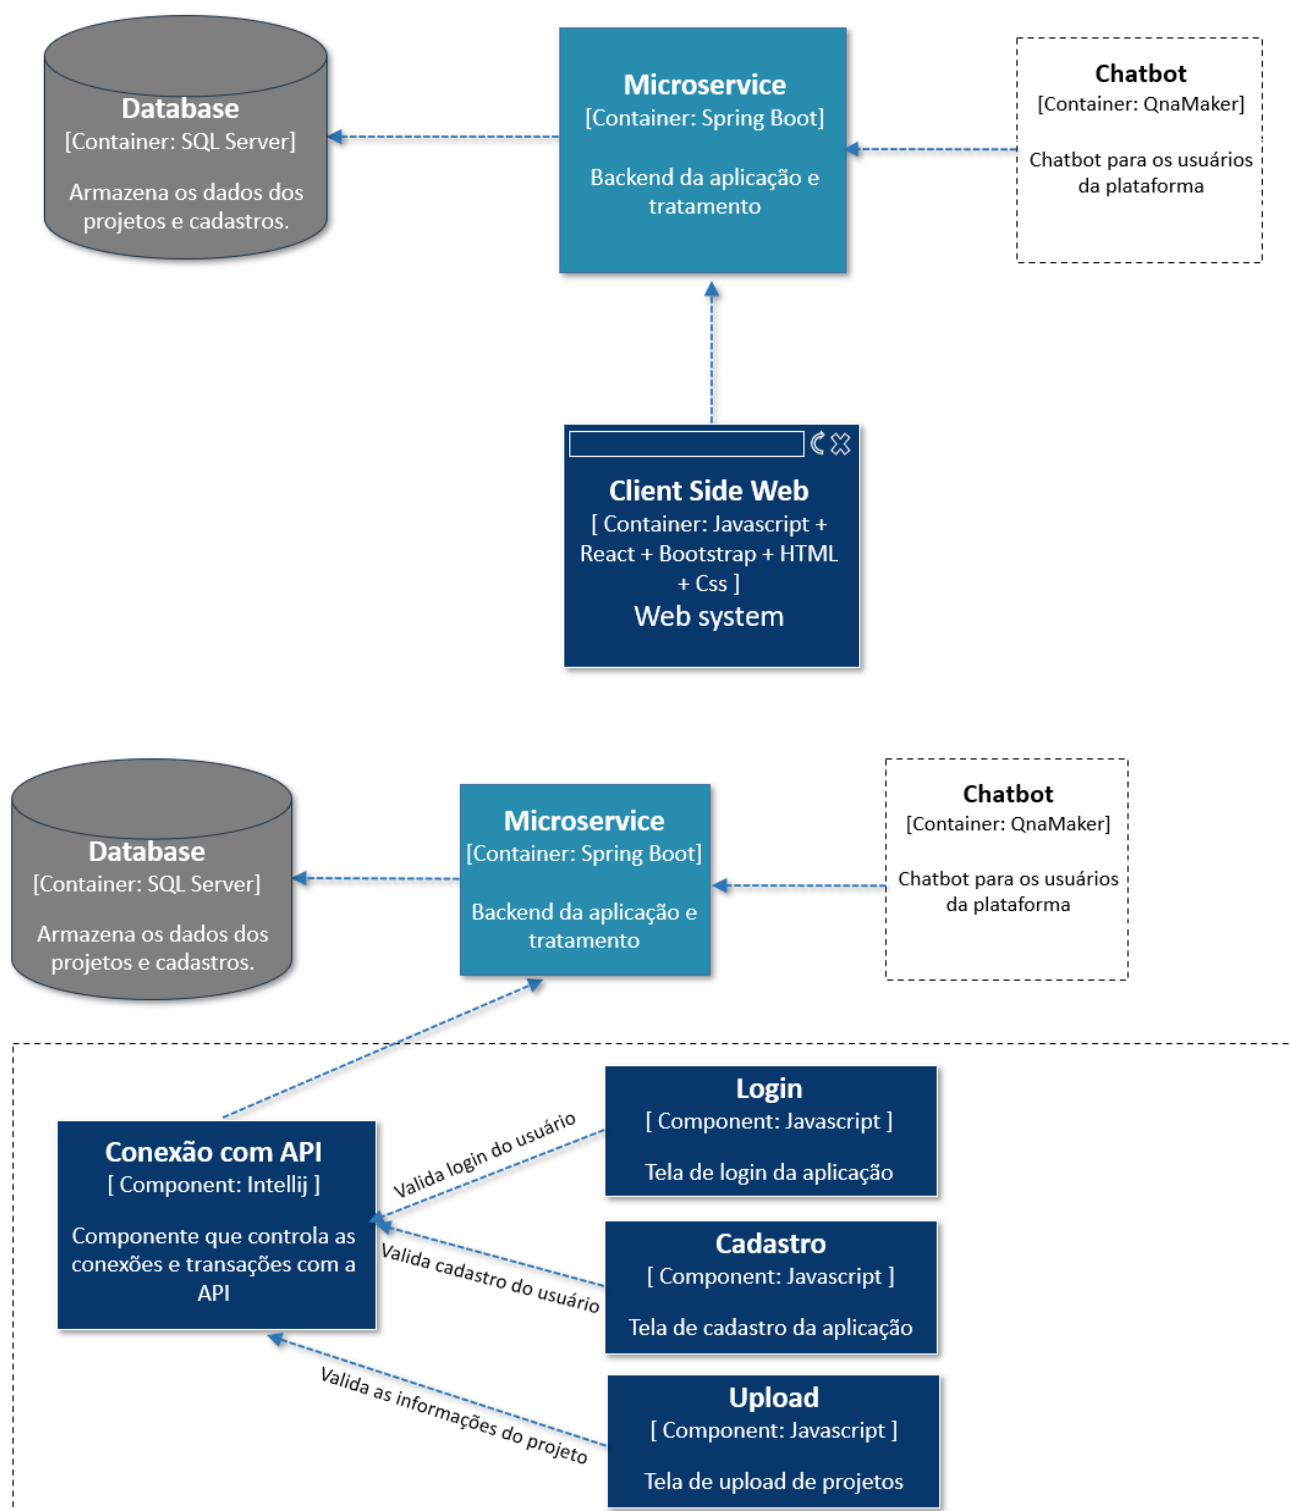 Database
[Container: SQL Server]
Armazena os dados dos
projetos e cadastros.
Microservice
[Container: Spring Boot]
Backend da aplicação e
tratamento
Chatbot
[Container: QnaMaker]
Chatbot para os usuários
da plataforma
Client Side Web
[ Container: Javascript +
React + Bootstrap + HTML
+ Css ]
Web system
Database
[Container: SQL Server]
Armazena os dados dos
projetos e cadastros.
Microservice
[Container: Spring Boot]
Backend da aplicação e
tratamento
Chatbot
[Container: QnaMaker]
Chatbot para os usuários
da plataforma
Conexão com API
[ Component: Intellij ]
Componente que controla as
conexões e transações com a
API
Valida login do usuário
Valida cadastro do usuário
Valida as informações do projeto
Login
[ Component: Javascript ]
Tela de login da aplicação
Cadastro
[ Component: Javascript ]
Tela de cadastro da aplicação
Upload
[ Component: Javascript ]
Tela de upload de projetos